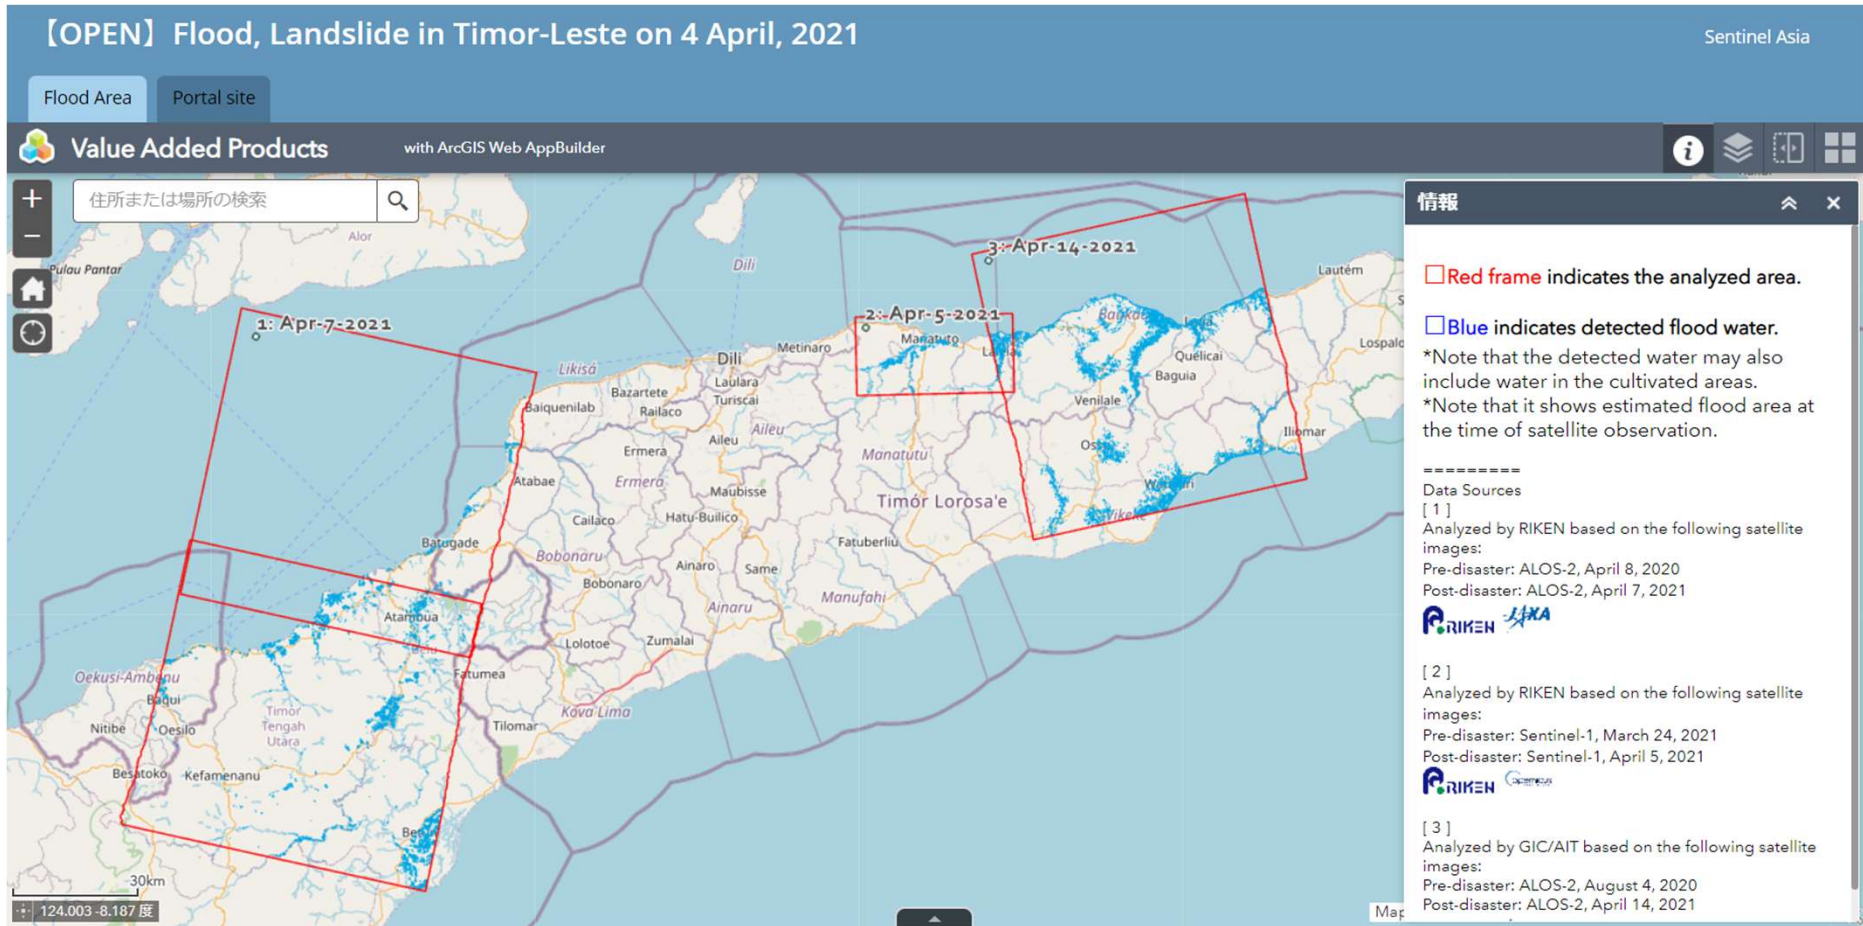 【OPEN】Flood, Landslide in Timor-Leste on 4 April, 2021
Sentinel Asia
Flood Area
Portal site
Value Added Products
with ArcGIS Web AppBuilder
住所または場所の検索
情報
Red frame indicates the analyzed area.
Blue indicates detected flood water.
*Note that the detected water may also
include water in the cultivated areas.
*Note that it shows estimated flood area at
the time of satellite observation.
=========
Data Sources
[ 1 ]
Analyzed by RIKEN based on the following satellite
images:
Pre-disaster: ALOS-2, April 8, 2020
Post-disaster: ALOS-2, April 7, 2021
RIKEN JAXA
[ 2 ]
Analyzed by RIKEN based on the following satellite
images:
Pre-disaster: Sentinel-1, March 24, 2021
Post-disaster: Sentinel-1, April 5, 2021
RIKEN
[ 3 ]
Analyzed by GIC/AIT based on the following satellite
images:
Pre-disaster: ALOS-2, August 4, 2020
Post-disaster: ALOS-2, April 14, 2021
Alor
Pulau Pantar
Dili
3: Apr-14-2021
Lautém
1: Apr-7-2021
2: Apr-5-2021
Manatuto
Lospalo
Metinaro
Dili
Quélicai
Likisá
Laulara
Baguia
Bazartete
Turiscai
Venilale
Baiquenilab
Railaco
Aileu
Aileu
Iliomar
Ermera
Manatutu
Atabae
Ermera
Maubisse
Timór Lorosa'e
Cailaco
Hatu-Builico
Vikeke
Batugade
Fatuberliu
Bobonaru
Ainaro
Same
Bobonaro
Manufahi
Ainaru
Atambua
Lolotoe
Zumalai
Oekusi-Ambenu
Fatumea
Baqui
Timor
Tengah
Utara
Kova Lima
Nitibe
Oesilo
Tilomar
Besatoko
Kefamenanu
30km
124.003 -8.187 度
Map